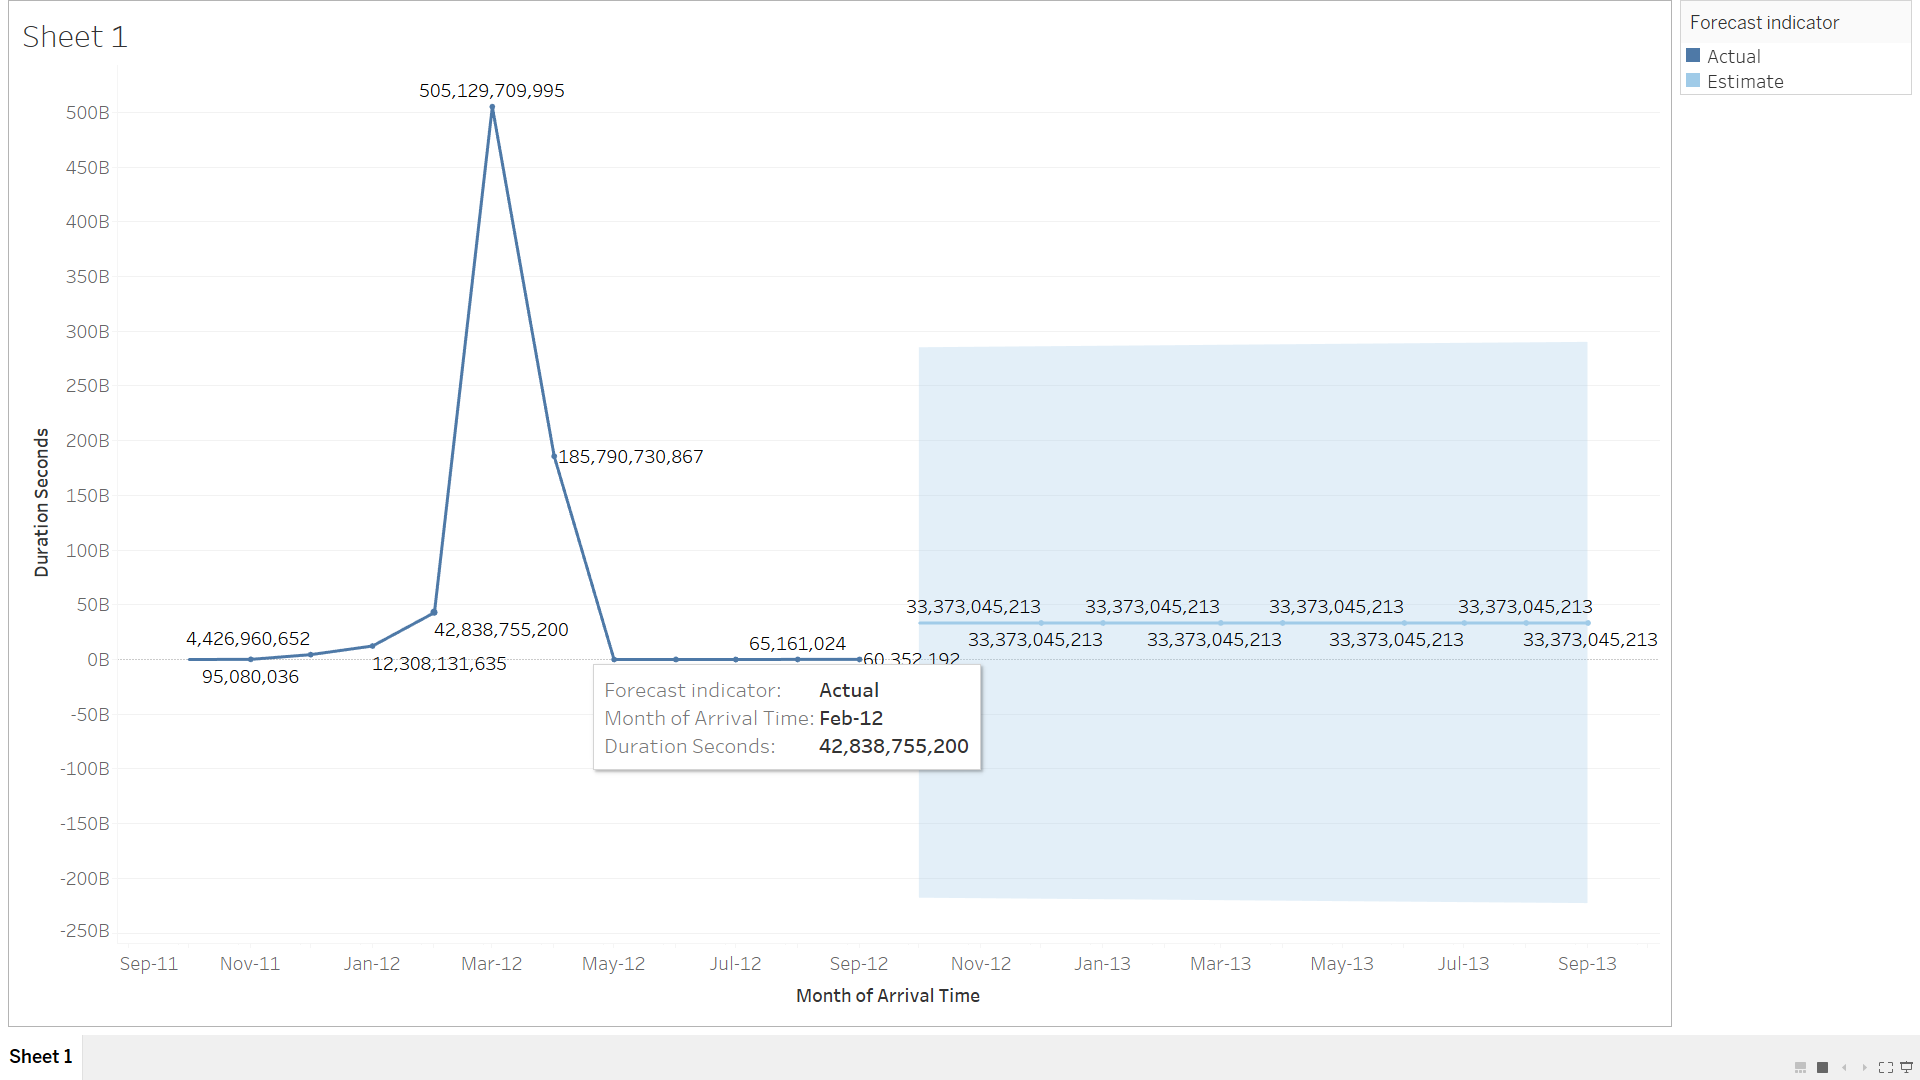 Sheet 1
Forecast indicator
Actual
Estimate
Duration Seconds
500B
450B
400B
350B
300B
250B
200B
150B
100B
50B
0B
-50B
-100B
-150B
-200B
-250B
505,129,709,995
185,790,730,867
4,426,960,652
95,080,036
42,838,755,200
12,308,131,635
65,161,024
60,352,192
33,373,045,213 33,373,045,213 33,373,045,213 33,373,045,213
33,373,045,213 33,373,045,213 33,373,045,213 33,373,045,213
Forecast indicator: Actual
Month of Arrival Time: Feb-12
Duration Seconds: 42,838,755,200
Sep-11 Nov-11 Jan-12 Mar-12 May-12 Jul-12 Sep-12 Nov-12 Jan-13 Mar-13 May-13 Jul-13 Sep-13
Month of Arrival Time
Sheet 1